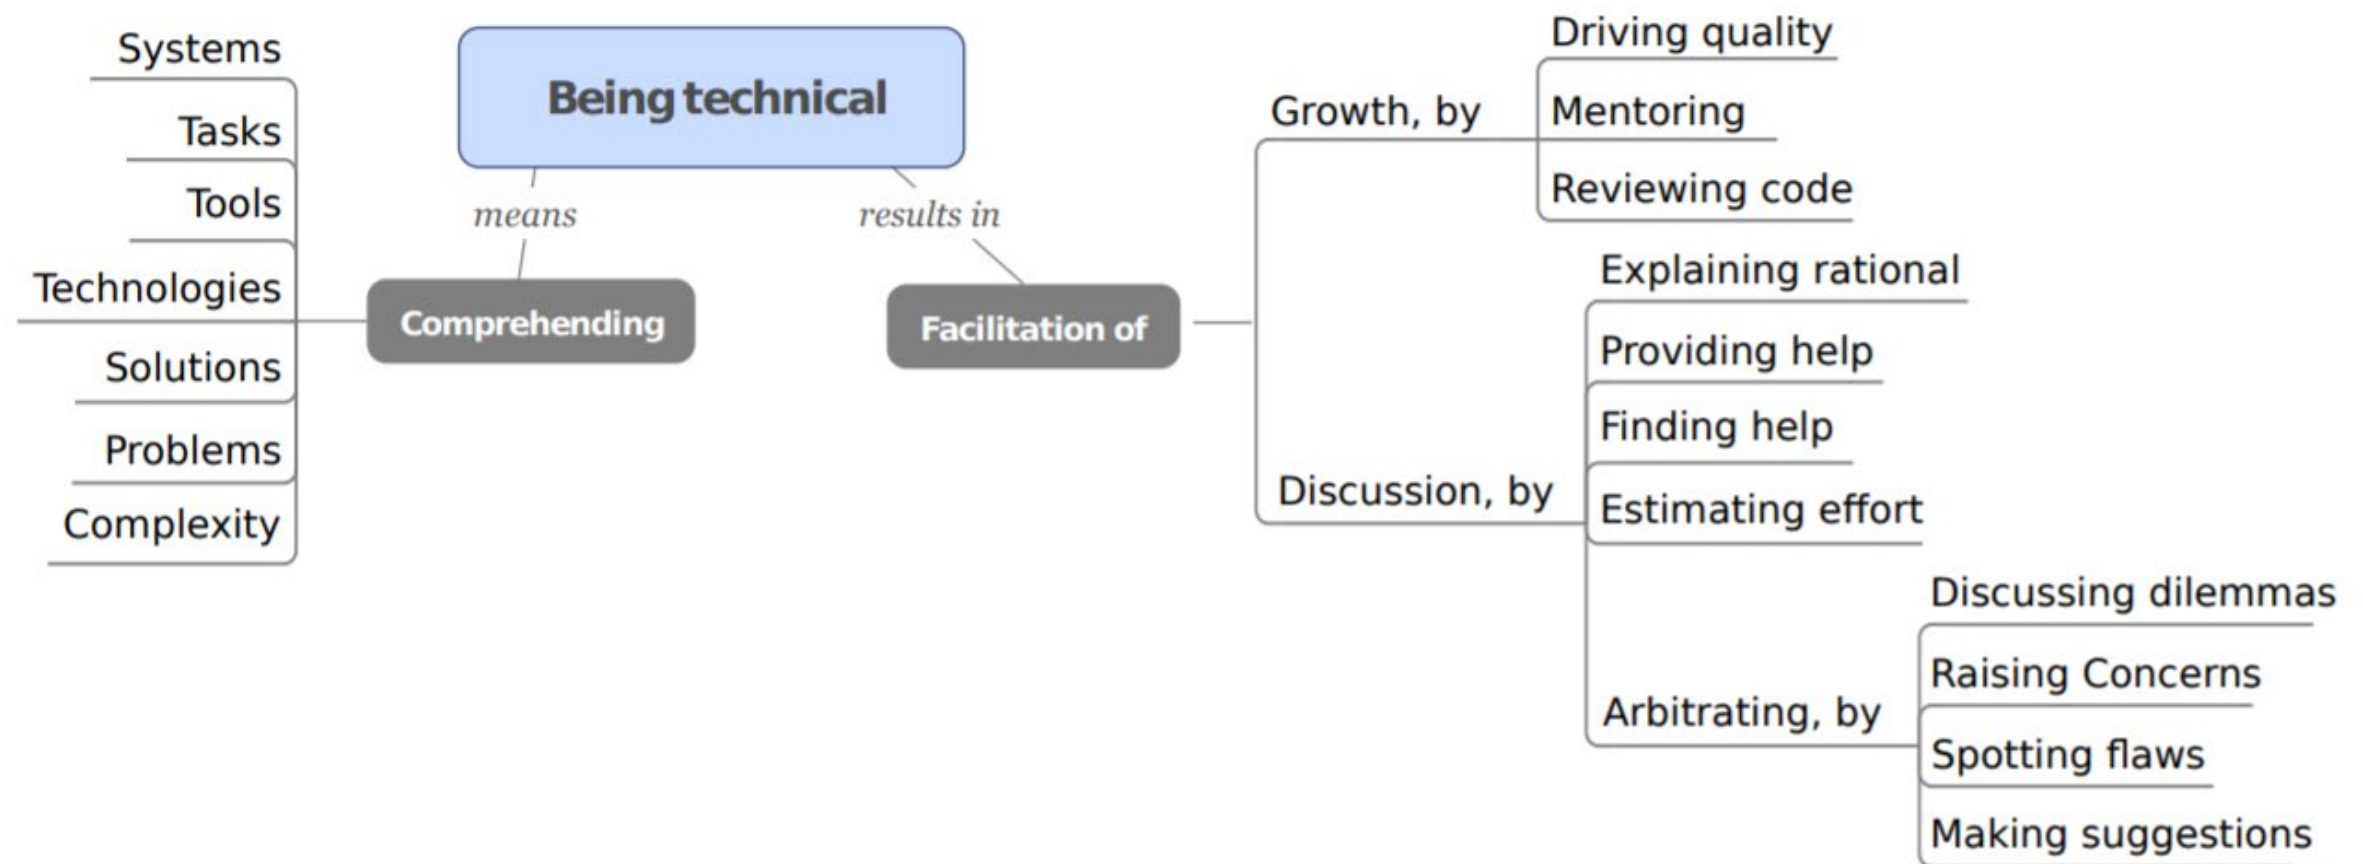 Being technical
means
results in
Comprehending
Systems
Tasks
Tools
Technologies
Solutions
Problems
Complexity
Facilitation of
Growth, by
Driving quality
Mentoring
Reviewing code
Discussion, by
Explaining rational
Providing help
Finding help
Estimating effort
Arbitrating, by
Discussing dilemmas
Raising Concerns
Spotting flaws
Making suggestions